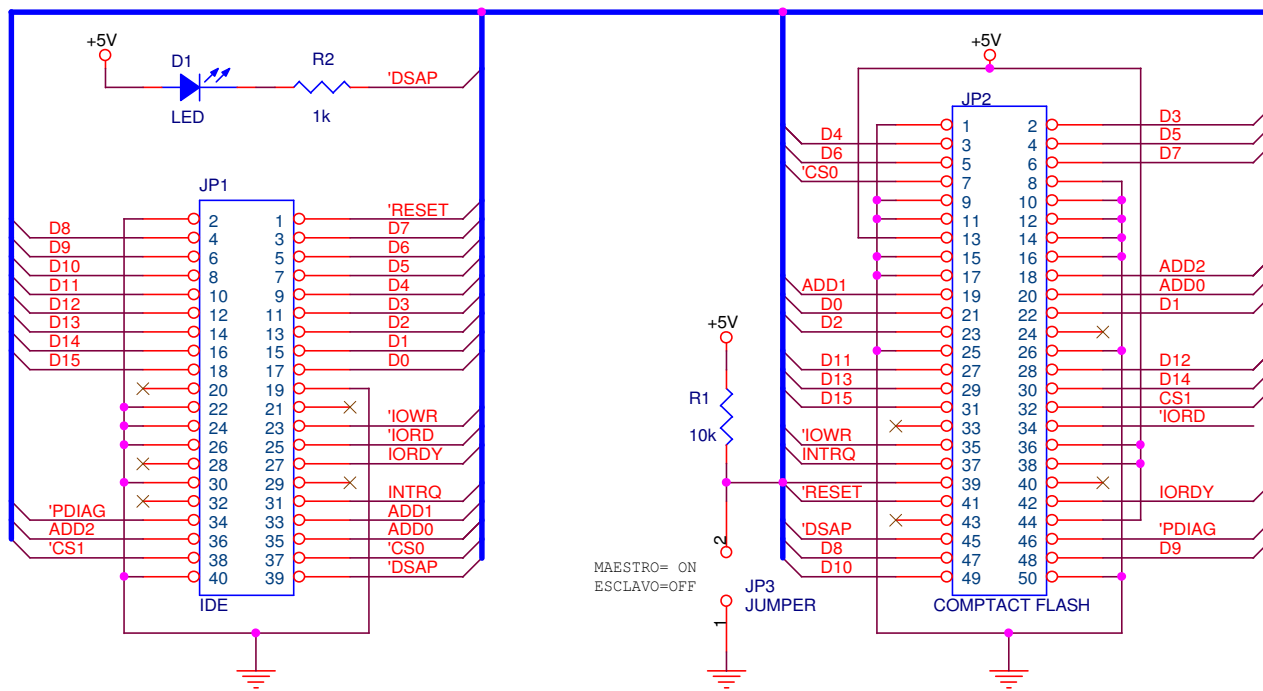 +5V
D1
LED
R2
1k
'DSAP
JP1
2 1 'RESET
D8 4 3 D7
D9 6 5 D6
D10 8 7 D5
D11 10 9 D4
D12 12 11 D3
D13 14 13 D2
D14 16 15 D1
D15 18 17 D0
20 19
22 21
24 23 'IOWR
26 25 'IORD
28 27 IORDY
30 29
32 31 INTRQ
'PDIAG 34 33 ADD1
ADD2 36 35 ADD0
'CS1 38 37 'CS0
40 39 'DSAP
IDE
+5V
R1
10k
2
MAESTRO= ON
ESCLAVO=OFF
JP3
JUMPER
1
+5V
JP2
1 2 D3
D4 3 4 D5
D6 5 6 D7
'CS0 7 8
9 10
11 12
13 14
15 16
17 18 ADD2
ADD1 19 20 ADD0
D0 21 22 D1
D2 23 24
25 26
D11 27 28 D12
D13 29 30 D14
D15 31 32 CS1
33 34 'IORD
'IOWR 35 36
INTRQ 37 38
39 40
'RESET 41 42 IORDY
43 44
'DSAP 45 46 'PDIAG
D8 47 48 D9
D10 49 50
COMPTACT FLASH